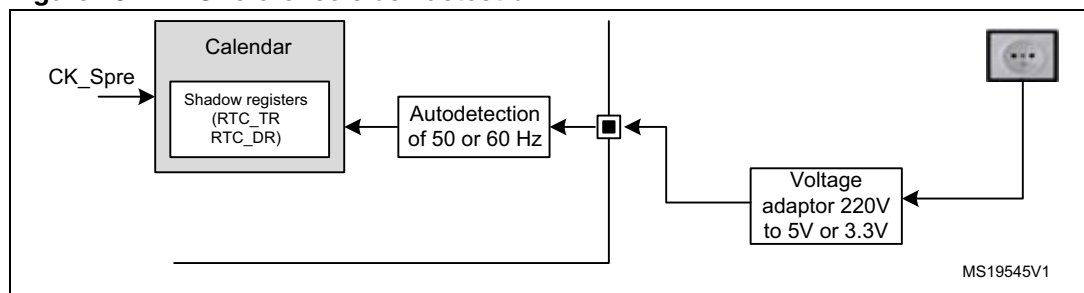 Calendar
CK_Spre
Shadow registers
(RTC_TR
RTC_DR)
Autodetection
of 50 or 60 Hz
Voltage
adaptor 220V
to 5V or 3.3V
MS19545V1